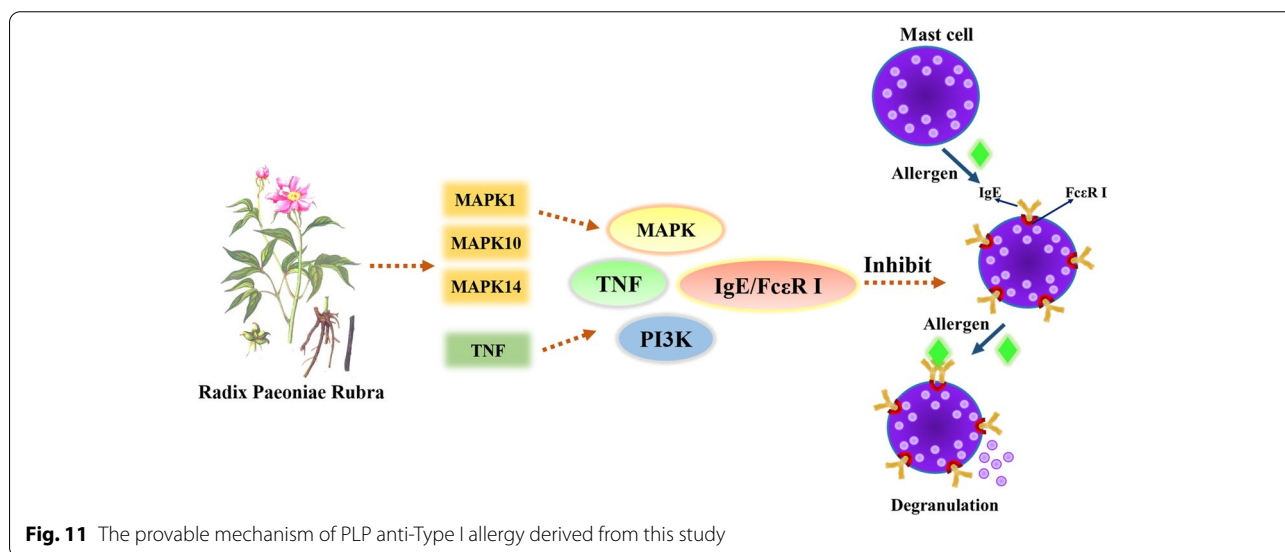 Mast cell
Allergen
IgE
FcεR I
MAPK1
MAPK10
MAPK14
TNF
MAPK
TNF
IgE/FcεR I
PI3K
Inhibit
Radix Paeoniae Rubra
Allergen
Degranulation
Fig. 11 The provable mechanism of PLP anti-Type I allergy derived from this study